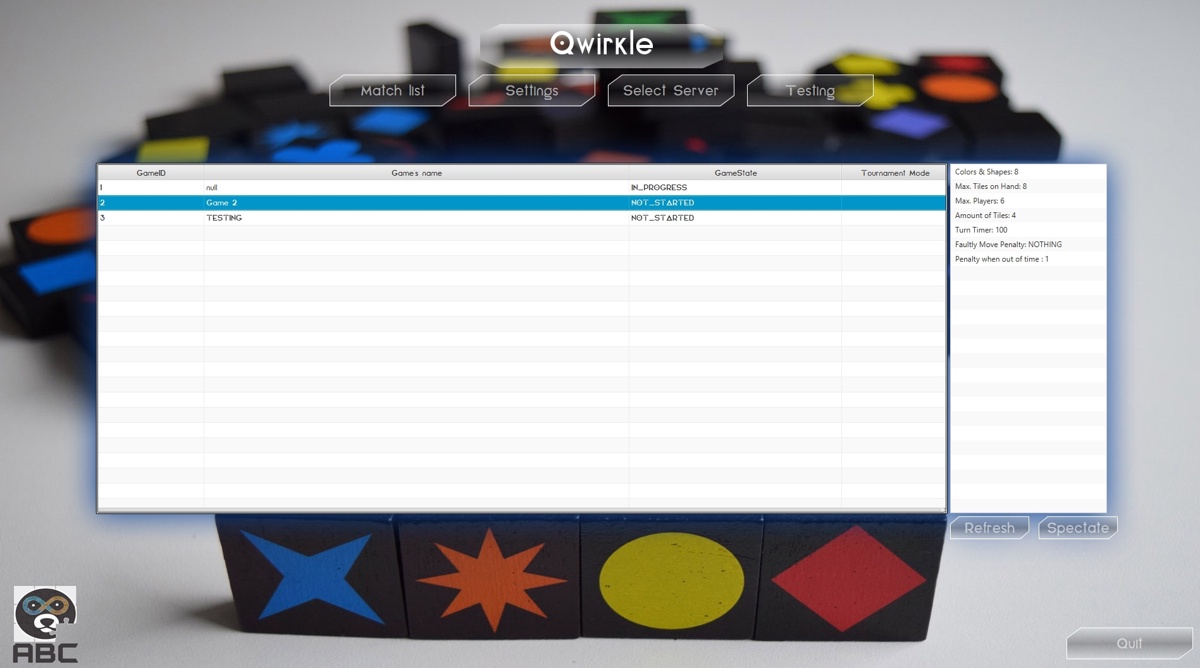 Qwirkle
Match list Settings Select Server Testing
GameID Game's name GameState Tournament Mode
1 null IN_PROGRESS
2 Game 2 NOT_STARTED
3 TESTING NOT_STARTED
Colors & Shapes: 8
Max. Tiles on Hand: 8
Max. Players: 6
Amount of Tiles: 4
Turn Timer: 100
Faultly Move Penalty: NOTHING
Penalty when out of time : 1
Refresh Spectate
ABC
Quit